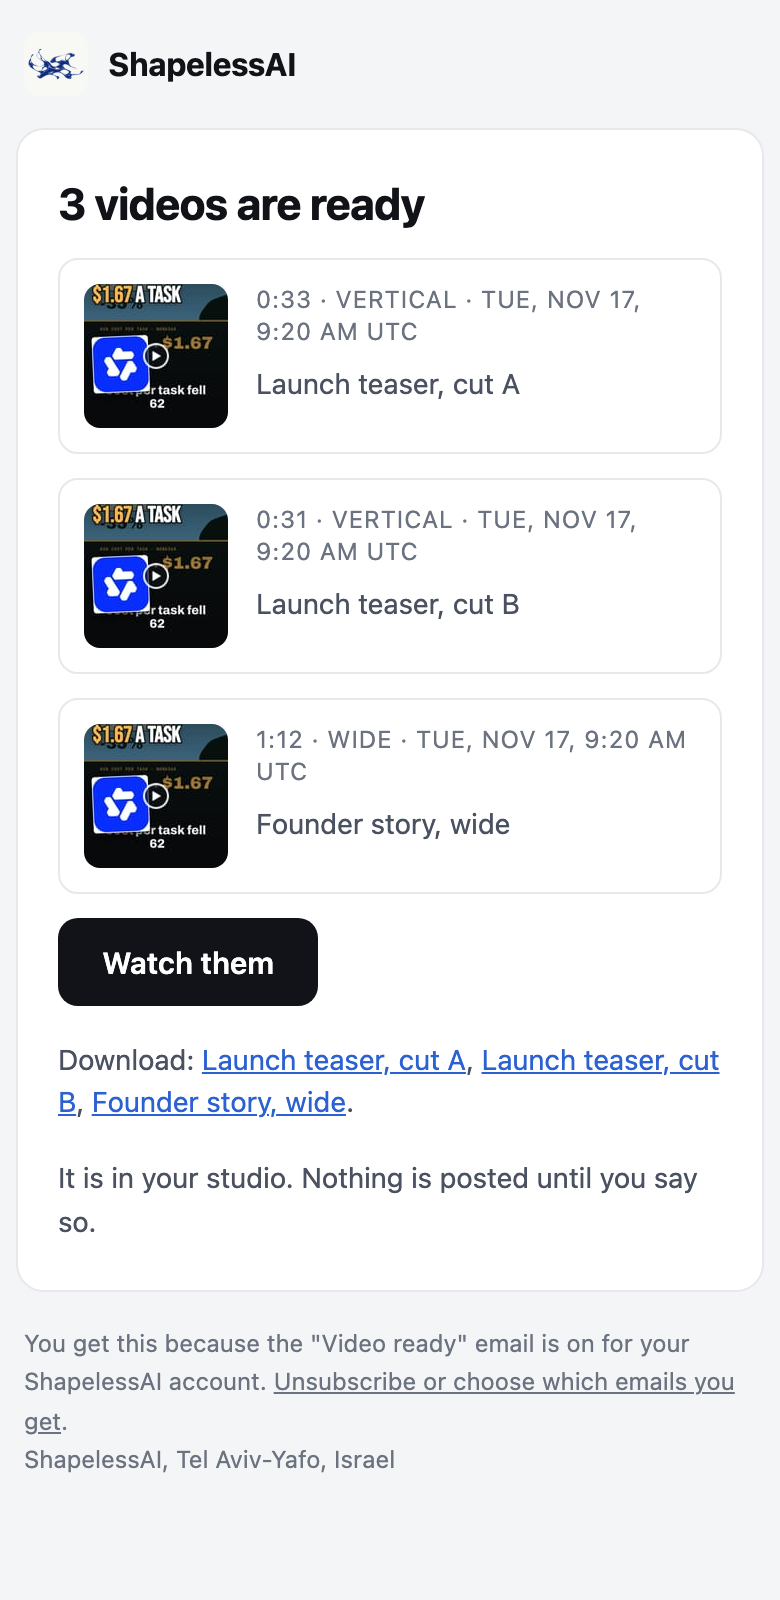 ShapelessAI
3 videos are ready
$1.67 A TASK
$1.67
r task fell
62
0:33 · VERTICAL · TUE, NOV 17,
9:20 AM UTC
Launch teaser, cut A
$1.67 A TASK
$1.67
r task fell
62
0:31 · VERTICAL · TUE, NOV 17,
9:20 AM UTC
Launch teaser, cut B
$1.67 A TASK
$1.67
r task fell
62
1:12 · WIDE · TUE, NOV 17, 9:20 AM
UTC
Founder story, wide
Watch them
Download: Launch teaser, cut A, Launch teaser, cut
B, Founder story, wide.
It is in your studio. Nothing is posted until you say
so.
You get this because the "Video ready" email is on for your
ShapelessAI account. Unsubscribe or choose which emails you
get.
ShapelessAI, Tel Aviv-Yafo, Israel